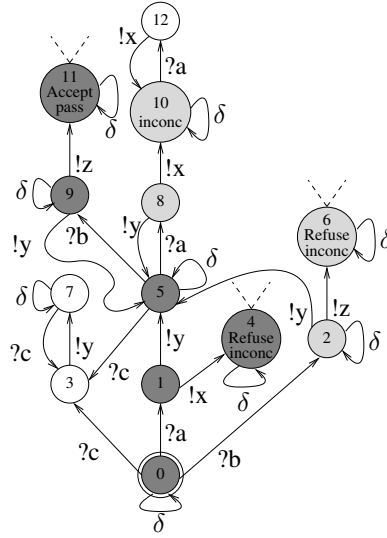 12
!x
?a
11
Accept
pass
δ
10
inconc
δ
!z
!x
δ
9
8
6
Refuse
inconc
δ
!y
?b
!y
?a
δ
7
5
δ
4
Refuse
inconc
!y
!z
2
δ
?c
!y
?c
!y
3
1
!x
δ
?c
?a
?b
0
δ